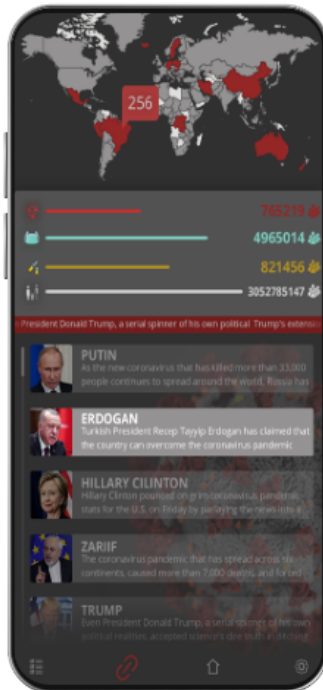 256
765219
4965014
821456
3052785147
President Donald Trump, a serial spinner of his own political Trump's extensio
PUTIN
As the new coronavirus that has killed more than 33,000
people continues to spread around the world, Russia has
ERDOGAN
Turkish President Recep Tayyip Erdogan has claimed that
the country can overcome the coronavirus pandemic
HILLARY CILINTON
Hillary Clinton pounced on grim coronavirus pandemic
stats for the U.S. on Friday by parlaying the news into a
ZARIIF
The coronavirus pandemic that has spread across six
continents, caused more than 7,000 deaths, and forced
TRUMP
Even President Donald Trump, a serial spinner of his own
political realities, accepted science's dire truth in ditching